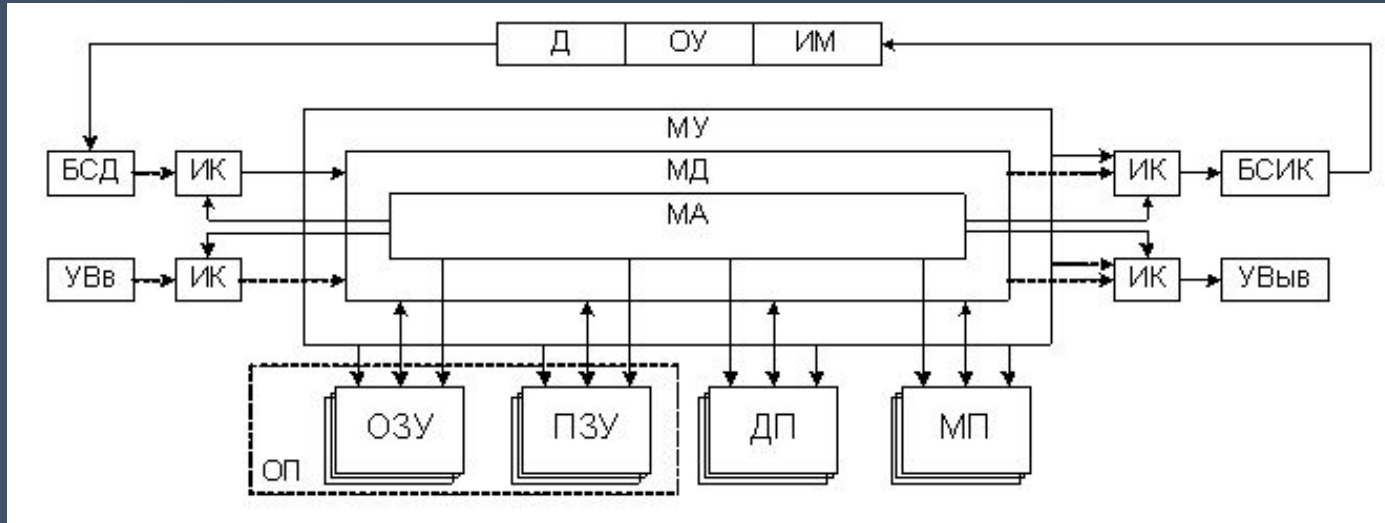 Д ОУ ИМ
МУ
БСД ИК МД ИК БСИК
МА
УВв ИК ИК УВыв
ОЗУ ПЗУ ДП МП
ОП